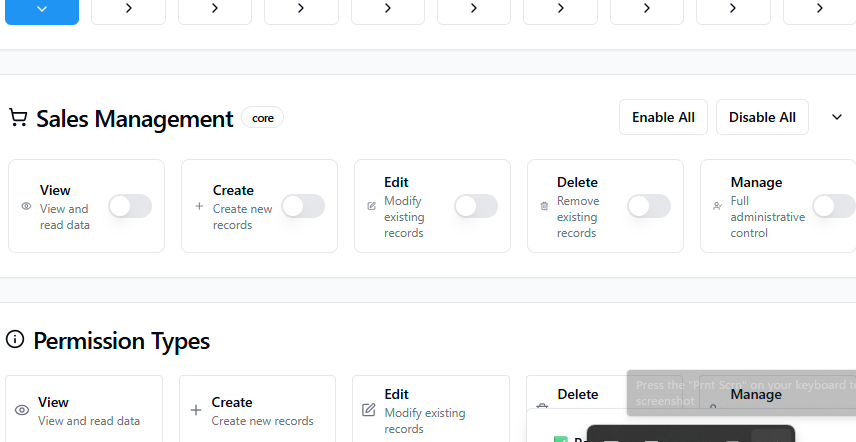 Sales Management core Enable All Disable All
View
View and
read data
Create
Create new
records
Edit
Modify
existing
records
Delete
Remove
existing
records
Manage
Full
administrative
control
Permission Types
View
View and read data
Create
Create new records
Edit
Modify existing
records
Delete
Manage
Press the "Prnt Scrn" on your keyboard to
screenshot